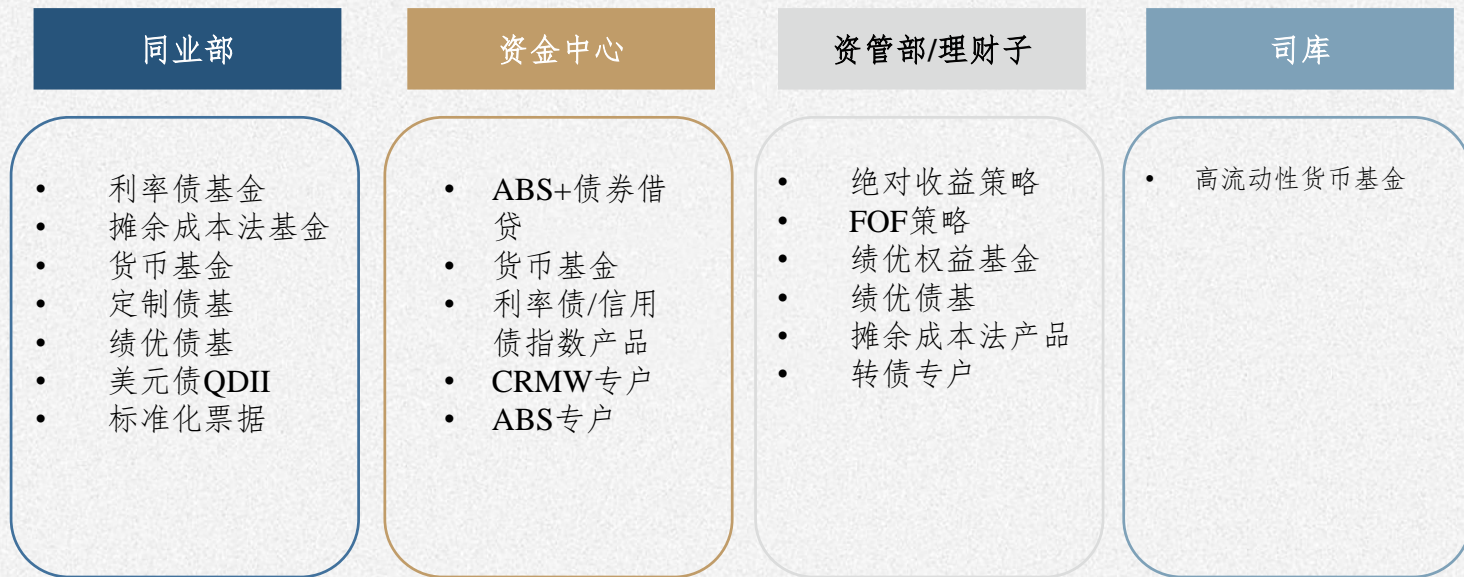 同业部
• 利率债基金
• 摊余成本法基金
• 货币基金
• 定制债基
• 绩优债基
• 美元债QDII
• 标准化票据
资金中心
• ABS+债券借
贷
• 货币基金
• 利率债/信用
债指数产品
• CRMW专户
• ABS专户
资管部/理财子
• 绝对收益策略
• FOF策略
• 绩优权益基金
• 绩优债基
• 摊余成本法产品
• 转债专户
司库
• 高流动性货币基金